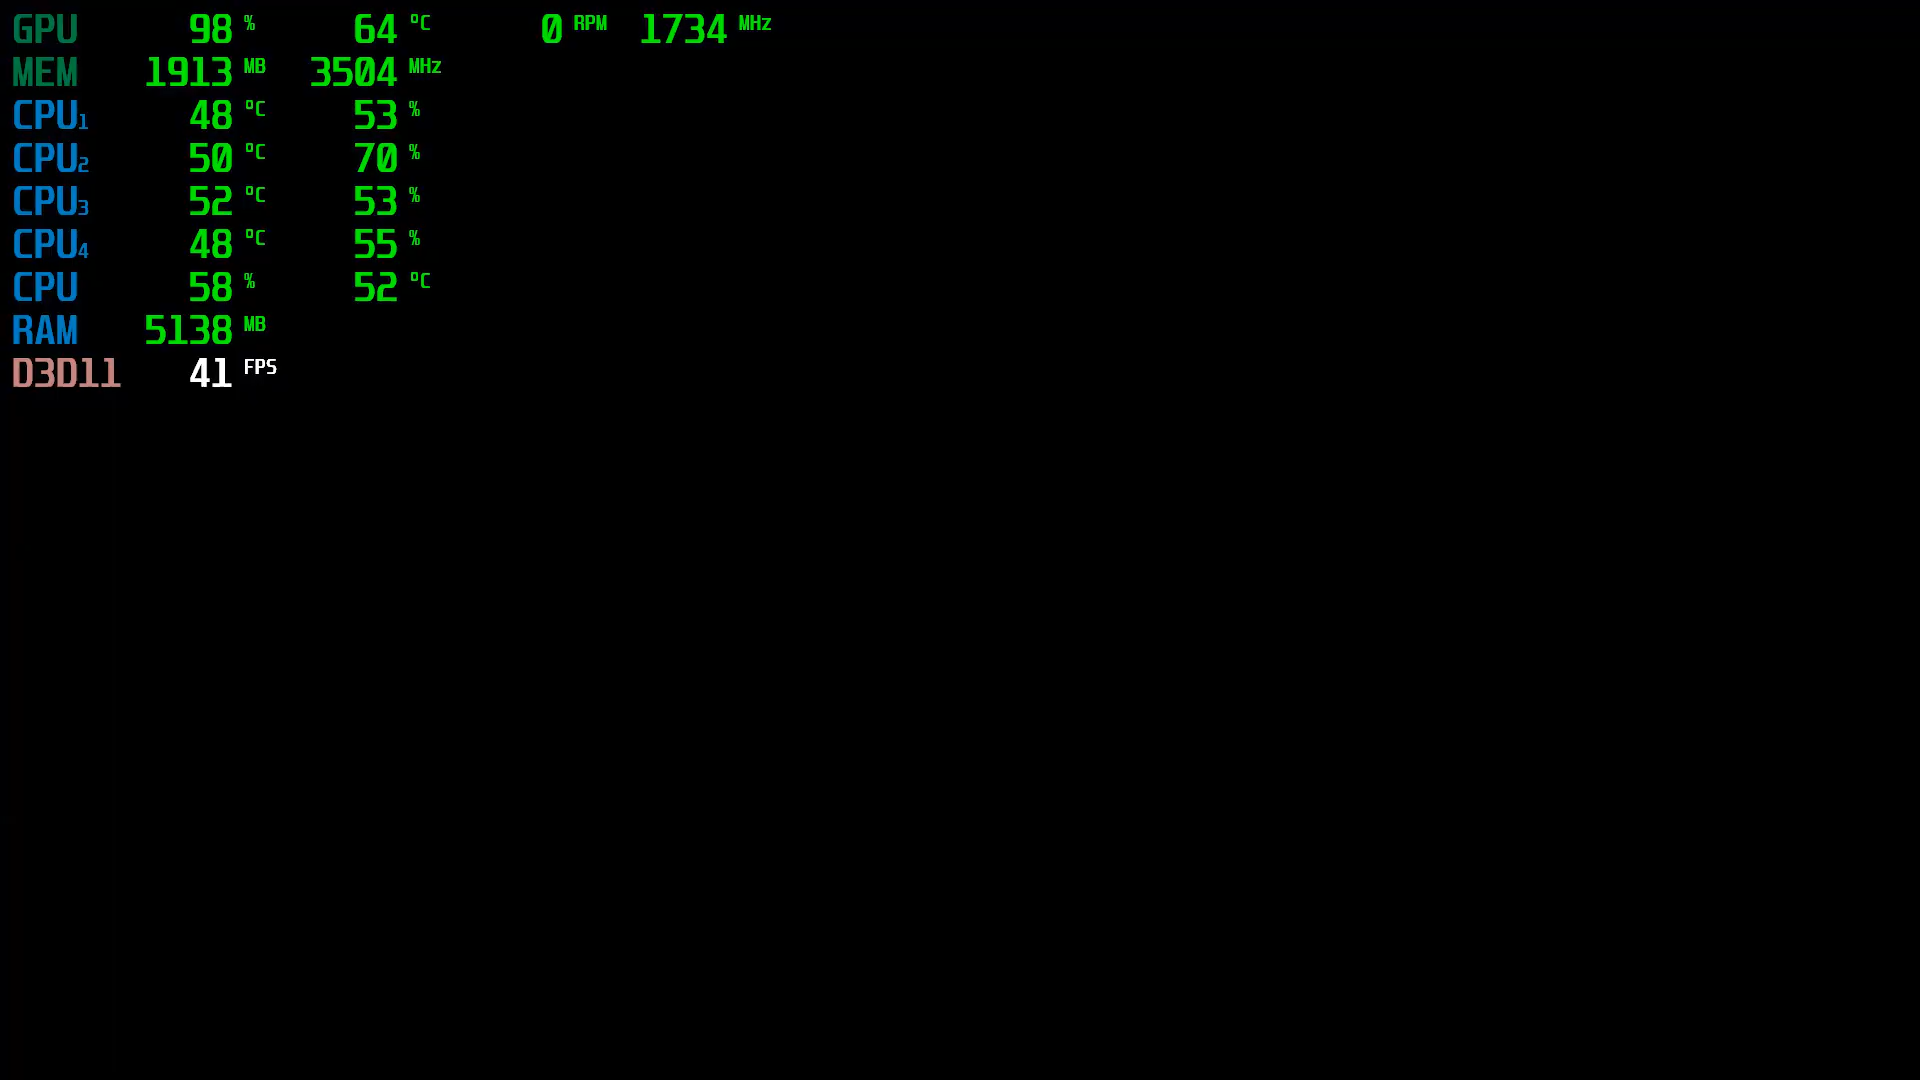 GPU 98 % 64 °C 0 RPM 1734 MHz
MEM 1913 MB 3504 MHz
CPU1 48 °C 53 %
CPU2 50 °C 70 %
CPU3 52 °C 53 %
CPU4 48 °C 55 %
CPU 58 % 52 °C
RAM 5138 MB
D3D11 41 FPS